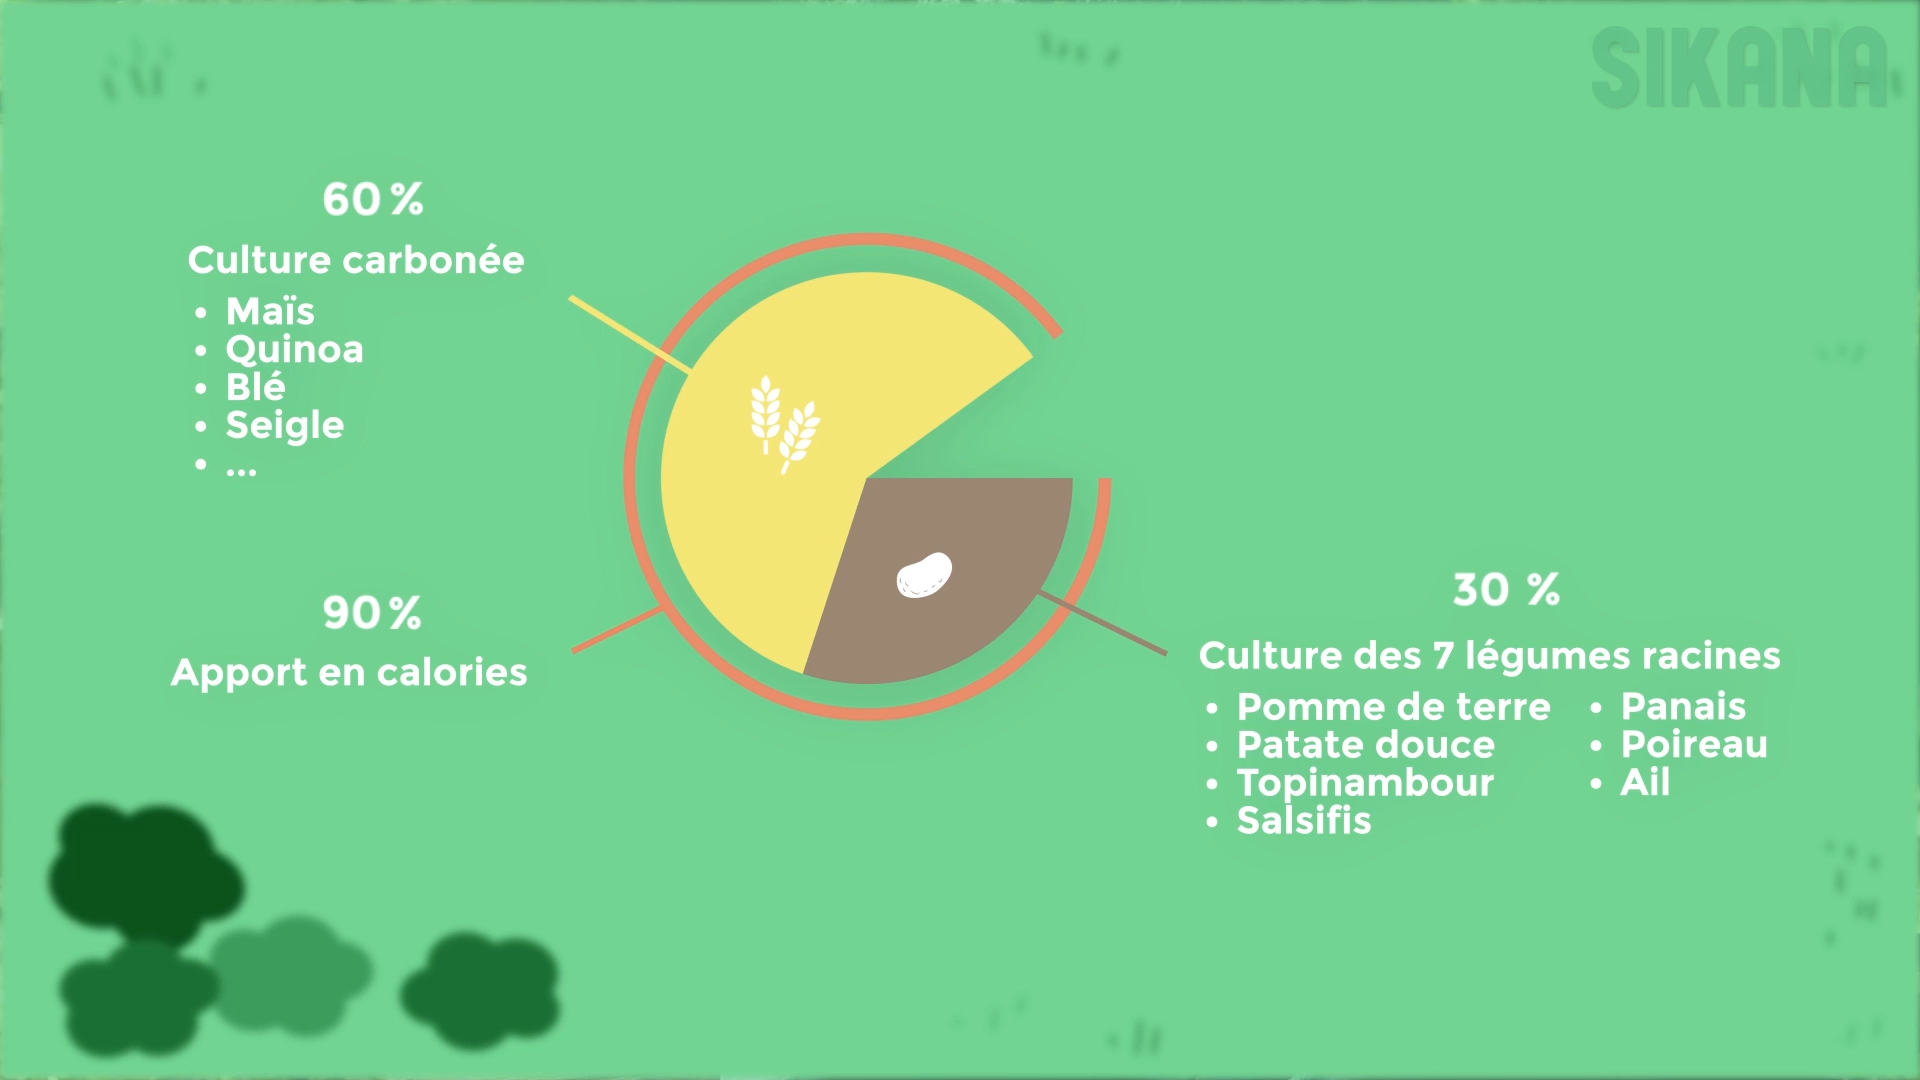 SIKANA
60 %
Culture carbonée
• Maïs
• Quinoa
• Blé
• Seigle
• ...
90 %
Apport en calories
30 %
Culture des 7 légumes racines
• Pomme de terre
• Patate douce
• Topinambour
• Salsifis
• Panais
• Poireau
• Ail